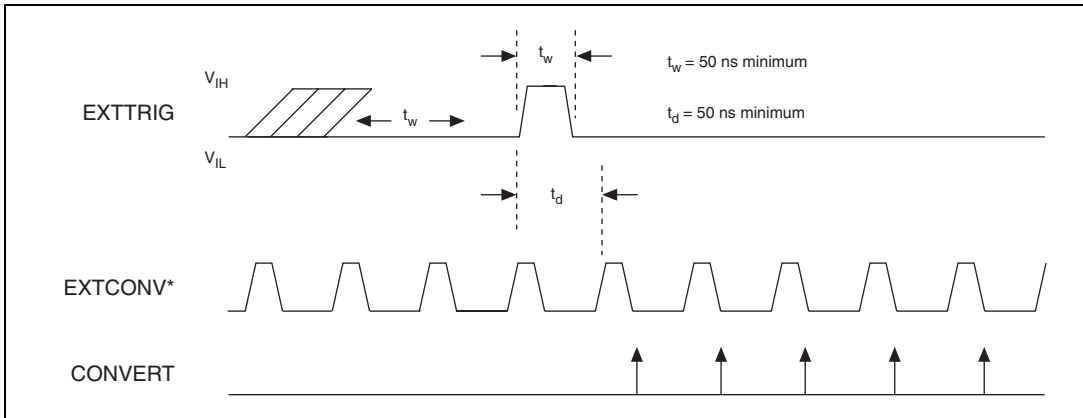 t_w
t_w = 50 ns minimum
V_IH
EXTTRIG
t_w
t_d = 50 ns minimum
V_IL
t_d
EXTCONV*
CONVERT